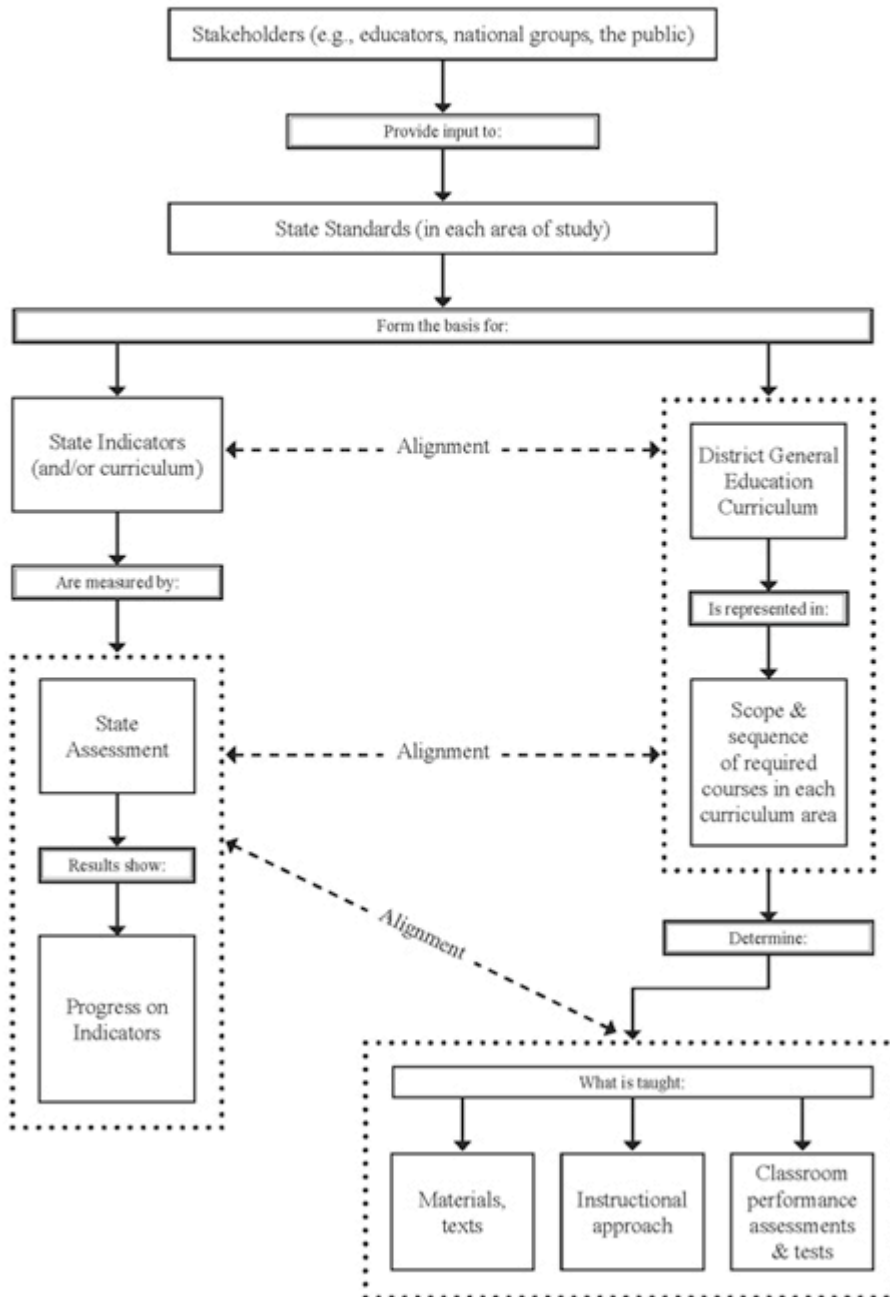 Stakeholders (e.g., educators, national groups, the public)
Provide input to:
State Standards (in each area of study)
Form the basis for:
State Indicators
(and/or curriculum)
Alignment
District General
Education
Curriculum
Are measured by:
Is represented in:
State
Assessment
Alignment
Scope &
sequence
of required
courses in each
curriculum area
Results show:
Alignment
Determine:
Progress on
Indicators
What is taught:
Materials,
texts
Instructional
approach
Classroom
performance
assessments
& tests